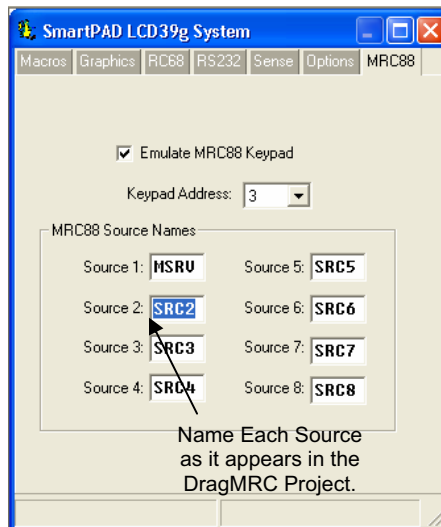 SmartPAD LCD39g System
Macros Graphics RC68 RS232 Sense Options MRC88
Emulate MRC88 Keypad
Keypad Address: 3
MRC88 Source Names
Source 1: MSRV Source 5: SRC5
Source 2: SRC2 Source 6: SRC6
Source 3: SRC3 Source 7: SRC7
Source 4: SRC4 Source 8: SRC8
Name Each Source
as it appears in the
DragMRC Project.